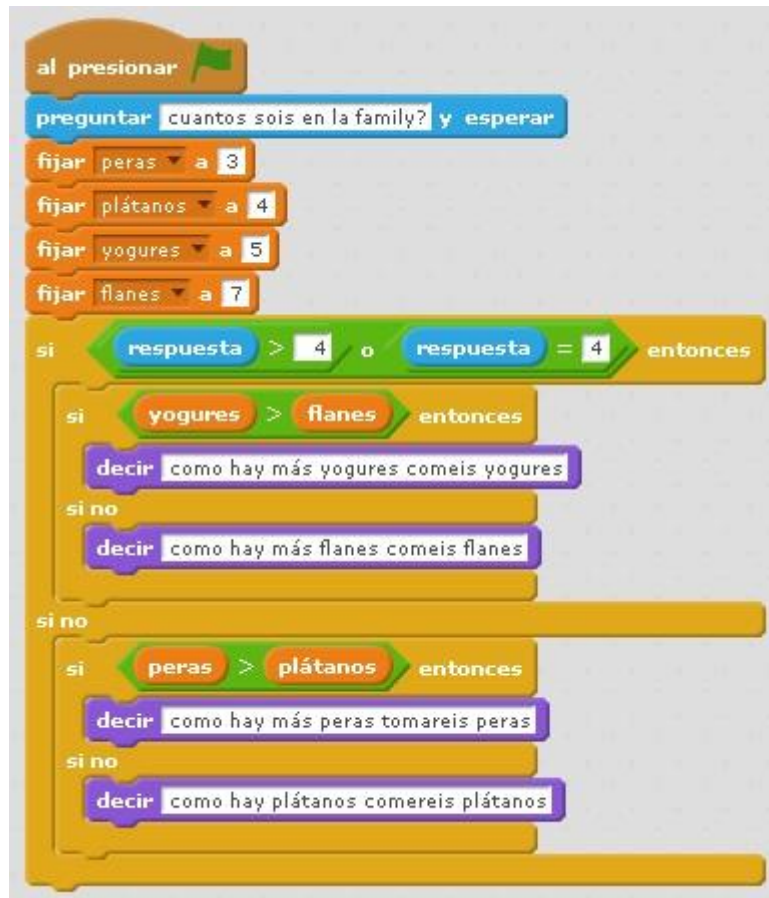 al presionar
preguntar cuantos sois en la family? y esperar
fijar peras a 3
fijar plátanos a 4
fijar yogures a 5
fijar flanes a 7
si respuesta > 4 o respuesta = 4 entonces
si yogures > flanes entonces
decir como hay más yogures comeis yogures
si no
decir como hay más flanes comeis flanes
si no
si peras > plátanos entonces
decir como hay más peras tomareis peras
si no
decir como hay plátanos comereis plátanos